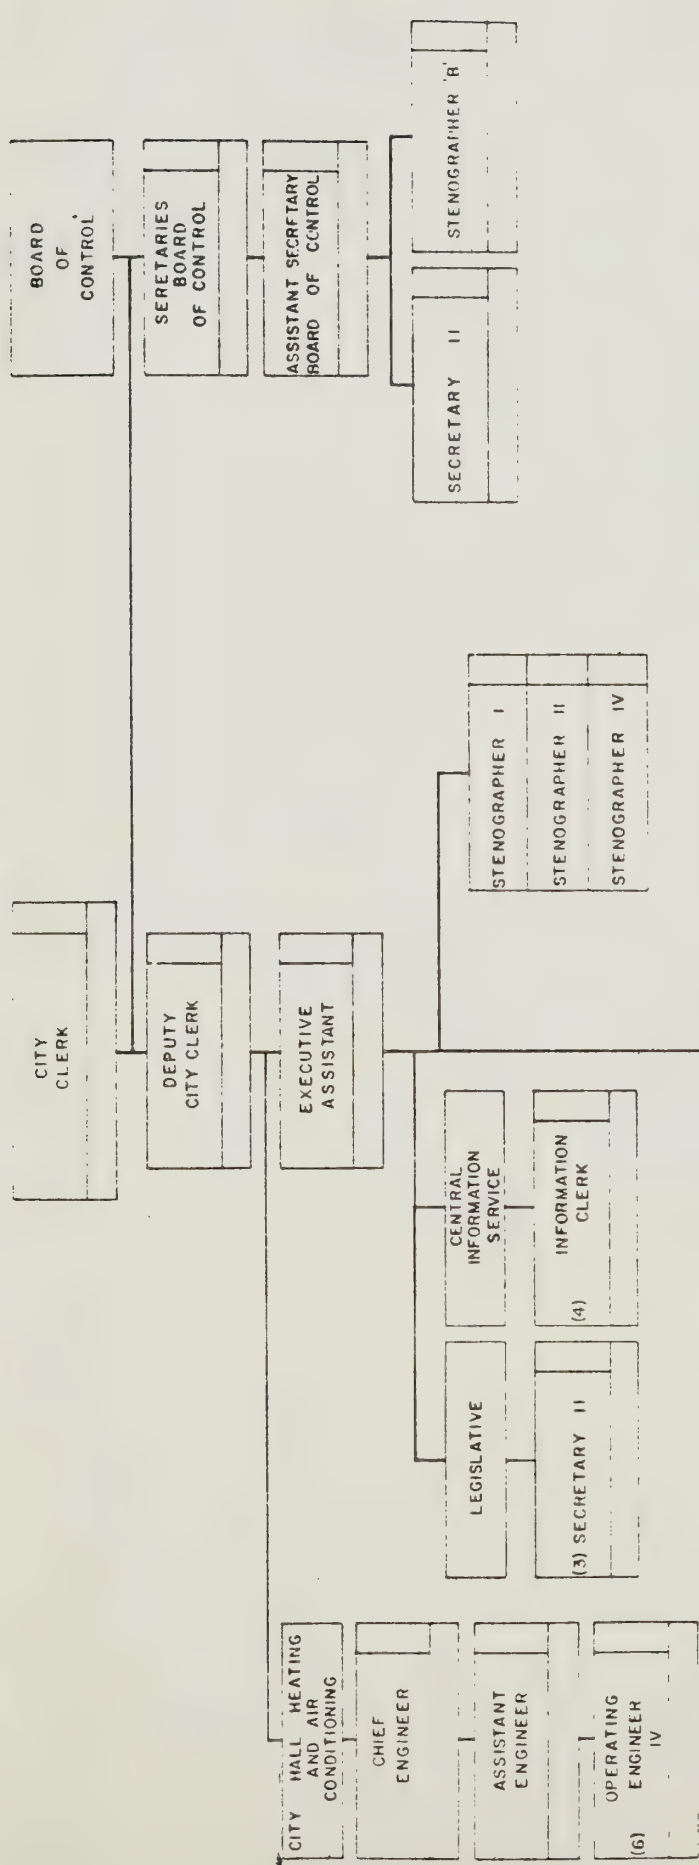 CITY
CLERK
BOARD
OF
CONTROL
DEPUTY
CITY CLERK
SERETARIES
BOARD
OF CONTROL
EXECUTIVE
ASSISTANT
ASSISTANT SECRETARY
BOARD OF CONTROL
CITY HALL HEATING
AND AIR
CONDITIONING
CHIEF
ENGINEER
ASSISTANT
ENGINEER
OPERATING
ENGINEER
IV
(6)
LEGISLATIVE
(3) SECRETARY II
CENTRAL
INFORMATION
SERVICE
INFORMATION
CLERK
(4)
STENOGRAPHER I
STENOGRAPHER II
STENOGRAPHER IV
SECRETARY II
STENOGRAPHER 'B'